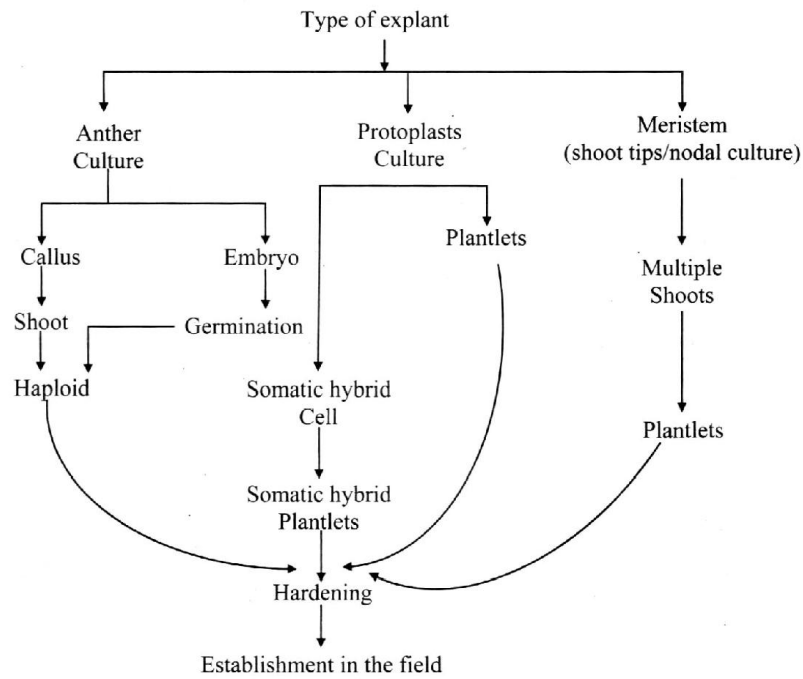 Type of explant
Anther
Culture
Protoplasts
Culture
Meristem
(shoot tips/nodal culture)
Callus
Embryo
Plantlets
Multiple
Shoots
Shoot
Germination
Haploid
Somatic hybrid
Cell
Plantlets
Somatic hybrid
Plantlets
Hardening
Establishment in the field